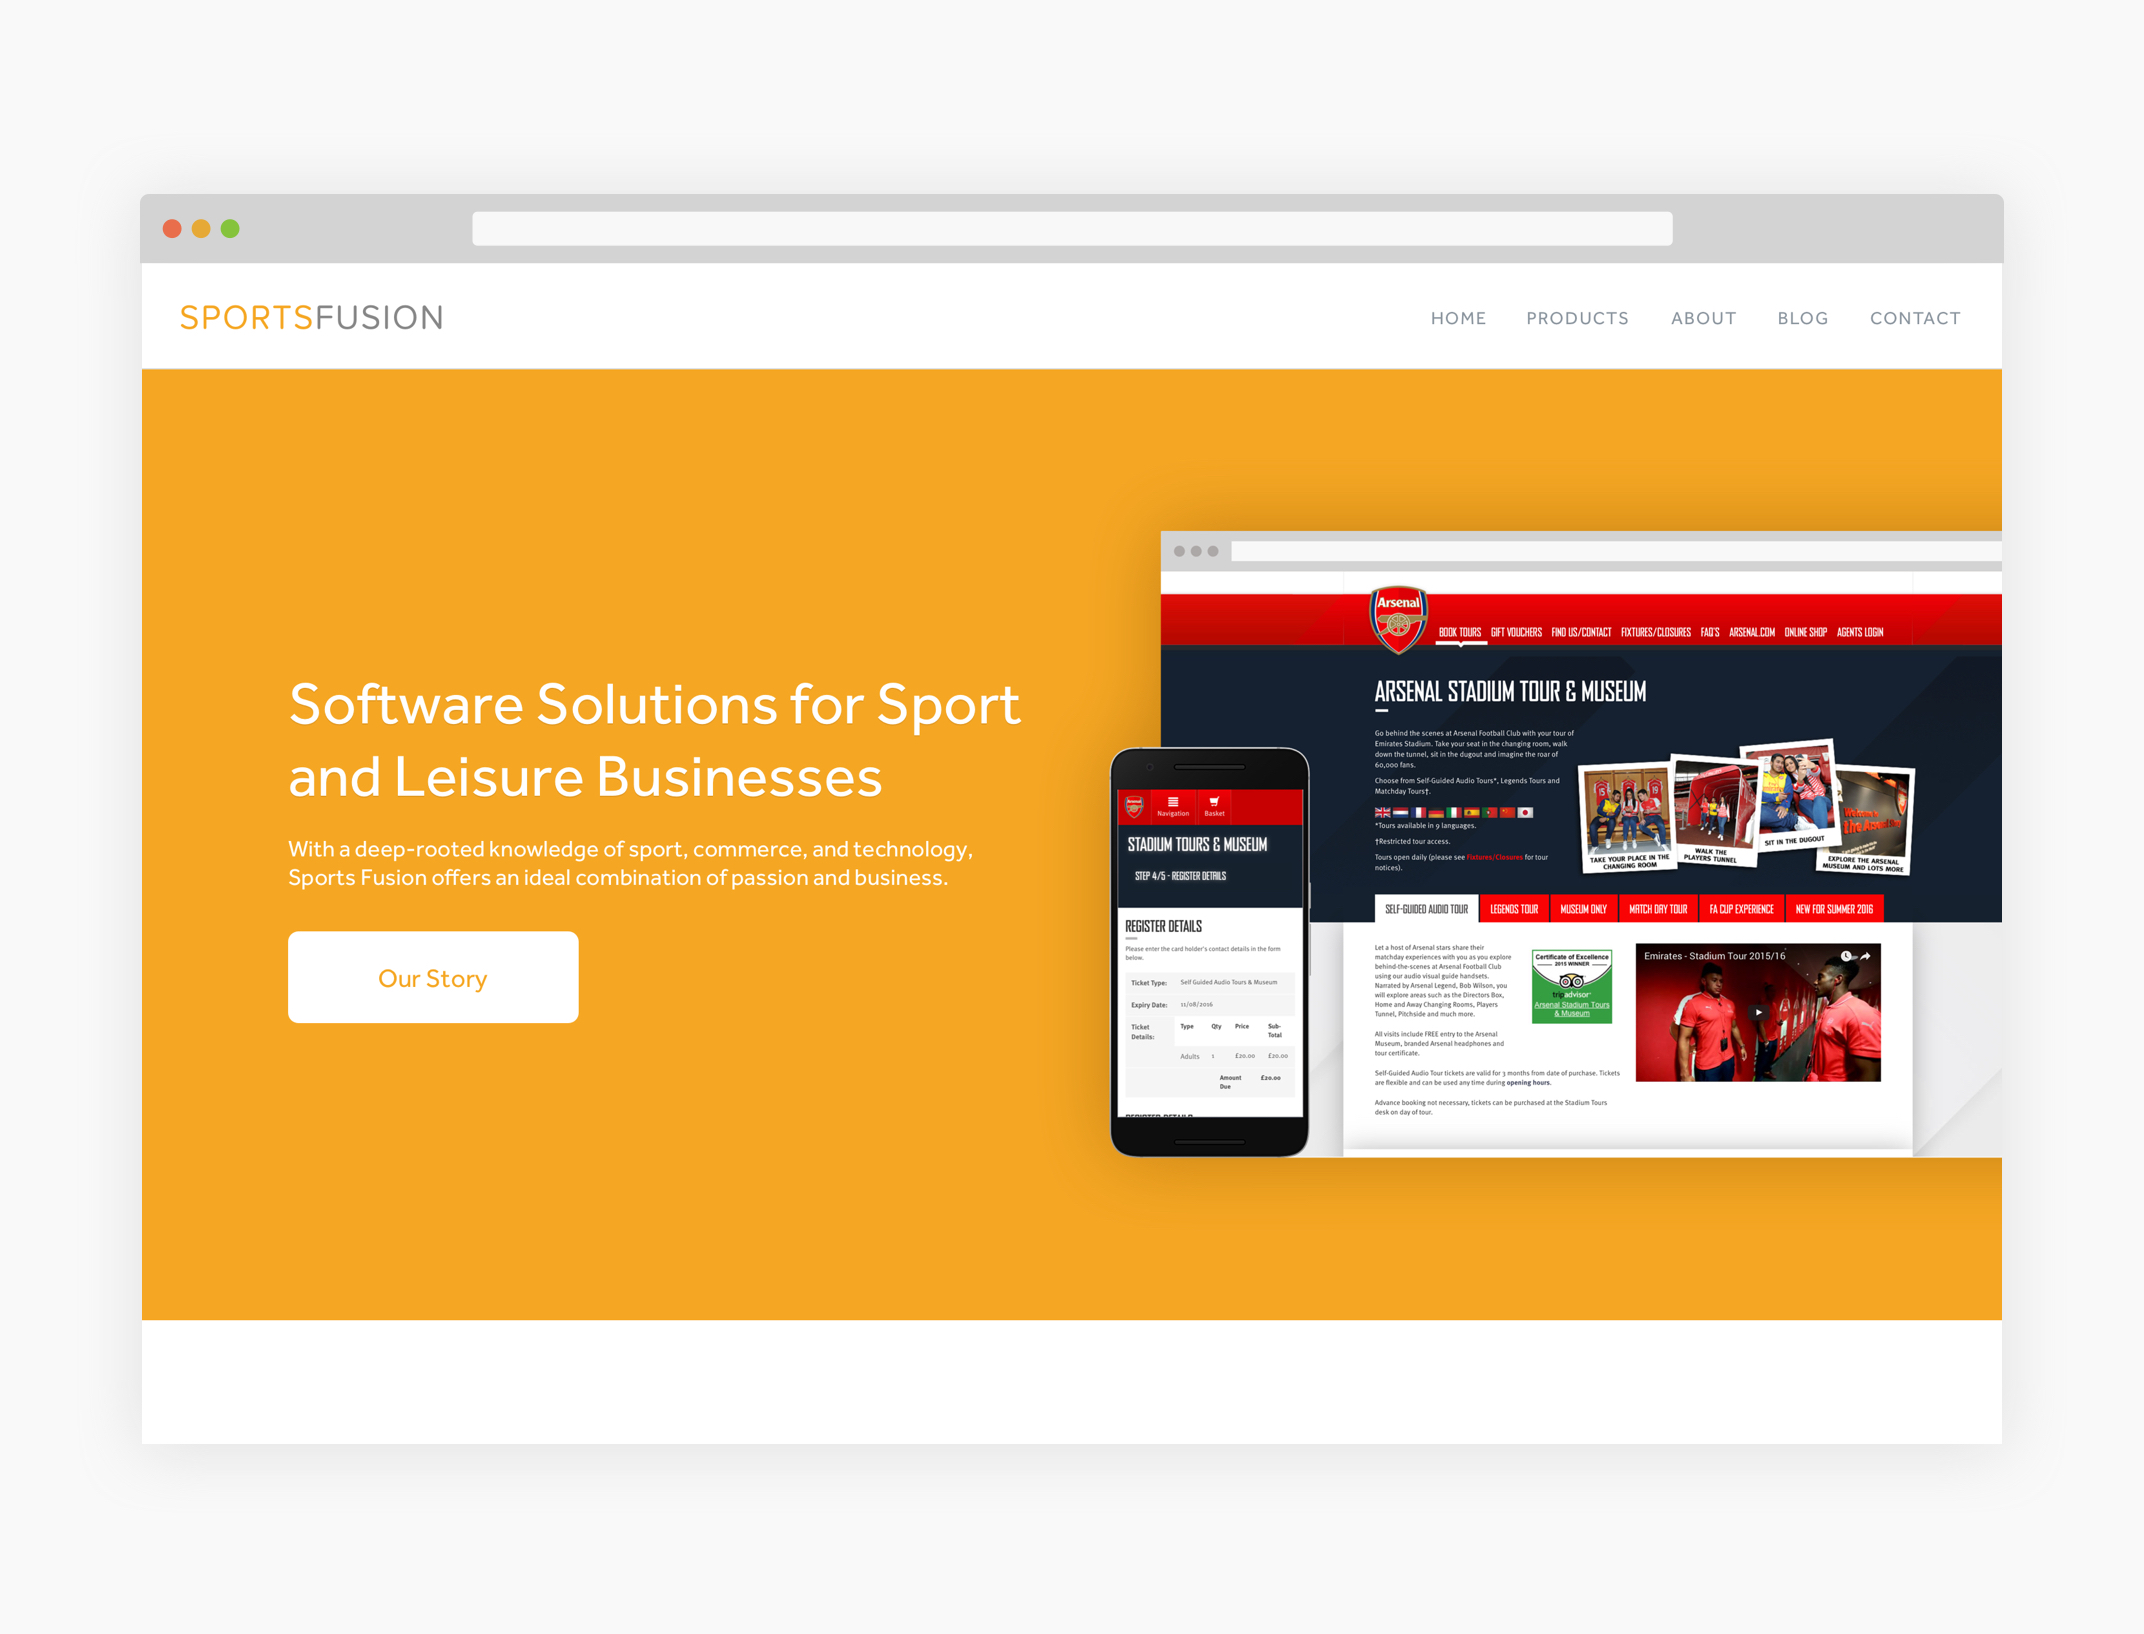 SPORTSFUSION
HOME PRODUCTS ABOUT BLOG CONTACT
Software Solutions for Sport
and Leisure Businesses
With a deep-rooted knowledge of sport, commerce, and technology,
Sports Fusion offers an ideal combination of passion and business.
Our Story
Arsenal
BOOK TOURS GIFT VOUCHERS FIND US/CONTACT FIXTURES/CLOSURES FAQ'S ARSENAL.COM ONLINE SHOP AGENTS LOGIN
ARSENAL STADIUM TOUR & MUSEUM
Go behind the scenes at Arsenal Football Club with your tour of
Emirates Stadium. Take your seat in the changing room, walk
down the tunnel, sit in the dugout and imagine the roar of
60,000 fans.
Choose from Self-Guided Audio Tours*, Legends Tours and
Matchday Tours†.
*Tours available in 9 languages.
†Restricted tour access.
Tours open daily (please see Fixtures/Closures for tour
notices).
15
19
TAKE YOUR PLACE IN THE
CHANGING ROOM
WALK THE
PLAYERS TUNNEL
SIT IN THE DUGOUT
Welcome to
the Arsenal
EXPLORE THE ARSENAL
MUSEUM AND LOTS MORE
SELF-GUIDED AUDIO TOUR LEGENDS TOUR MUSEUM ONLY MATCH DAY TOUR FA CUP EXPERIENCE NEW FOR SUMMER 2016
Let a host of Arsenal stars share their
matchday experiences with you as you explore
behind-the-scenes at Arsenal Football Club
using our audio visual guide handsets.
Narrated by Arsenal Legend, Bob Wilson, you
will explore areas such as the Directors Box,
Home and Away Changing Rooms, Players
Tunnel, Pitchside and much more.
All visits include FREE entry to the Arsenal
Museum, branded Arsenal headphones and
tour certificate.
Self-Guided Audio Tour tickets are valid for 3 months from date of purchase. Tickets
are flexible and can be used any time during opening hours.
Advance booking not necessary, tickets can be purchased at the Stadium Tours
desk on day of tour.
Certificate of Excellence
2015 WINNER
tripadvisor
Arsenal Stadium Tours
& Museum
Emirates - Stadium Tour 2015/16
Arsenal
Navigation Basket
STADIUM TOURS & MUSEUM
STEP 4/5 - REGISTER DETAILS
REGISTER DETAILS
Please enter the card holder's contact details in the form
below.
Ticket Type: Self Guided Audio Tours & Museum
Expiry Date: 11/08/2016
Ticket
Details:
Type Qty Price Sub-
Total
Adults 1 £20.00 £20.00
Amount
Due
£20.00
REGISTER DETAILS